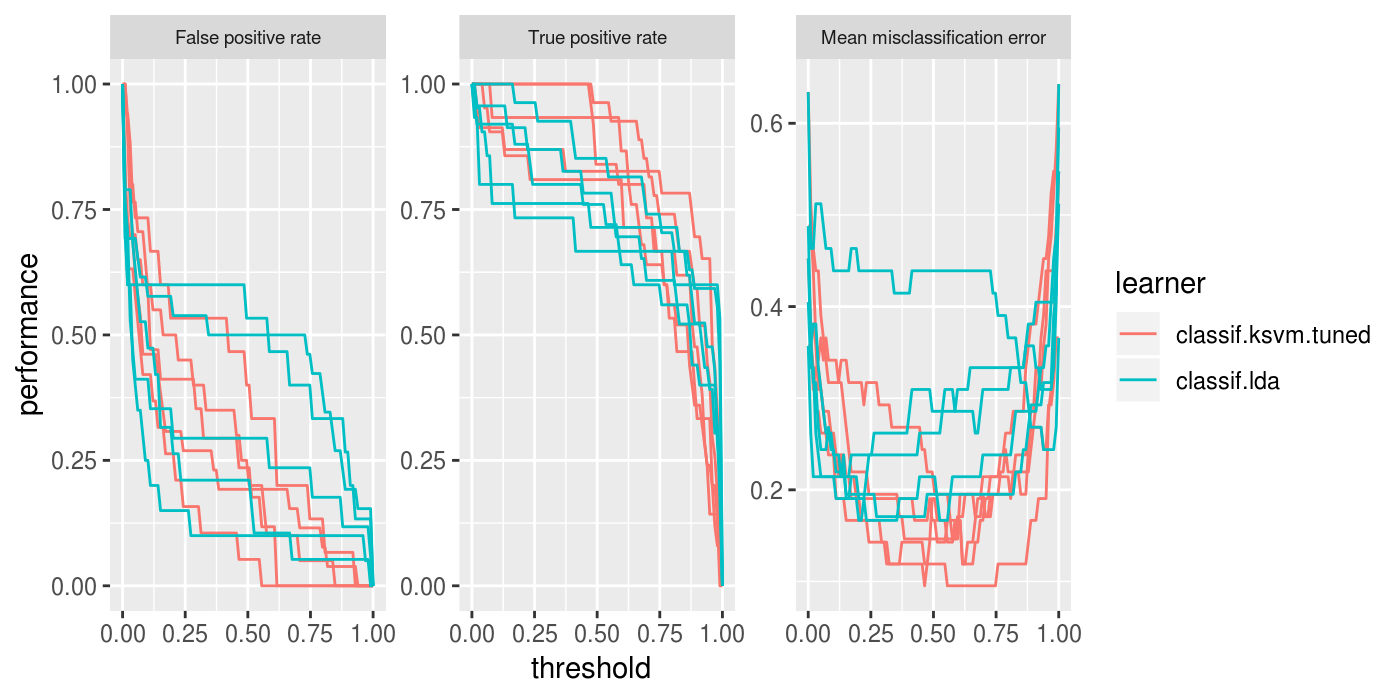 False positive rate
True positive rate
Mean misclassification error
performance
1.00
0.75
0.50
0.25
0.00
1.00
0.75
0.50
0.25
0.00
0.6
0.4
0.2
0.00 0.25 0.50 0.75 1.00
0.00 0.25 0.50 0.75 1.00
0.00 0.25 0.50 0.75 1.00
threshold
learner
classif.ksvm.tuned
classif.lda